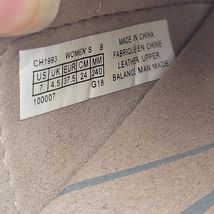 CH1993 WOMEN'S B
US UK EUR CM MM
7 4.5 37.5 24 240
100007 G18
MADE IN CHINA
FABRIQUE EN CHINE
LEATHER UPPER
BALANCE MAN MADE